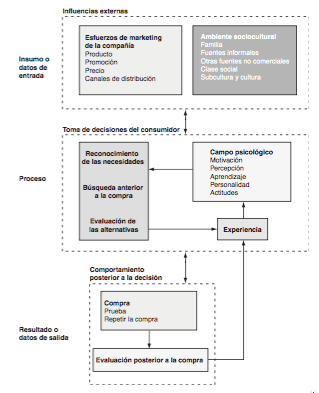 Influencias externas
Insumo o
datos de
entrada
Esfuerzos de marketing
de la compañía
Producto
Promoción
Precio
Canales de distribución
Ambiente sociocultural
Familia
Fuentes informales
Otras fuentes no comerciales
Clase social
Subcultura y cultura
Toma de decisiones del consumidor
Proceso
Reconocimiento
de las necesidades
Búsqueda anterior
a la compra
Evaluación de
las alternativas
Campo psicológico
Motivación
Percepción
Aprendizaje
Personalidad
Actitudes
Experiencia
Comportamiento
posterior a la decisión
Resultado o
datos de salida
Compra
Prueba
Repetir la compra
Evaluación posterior a la compra